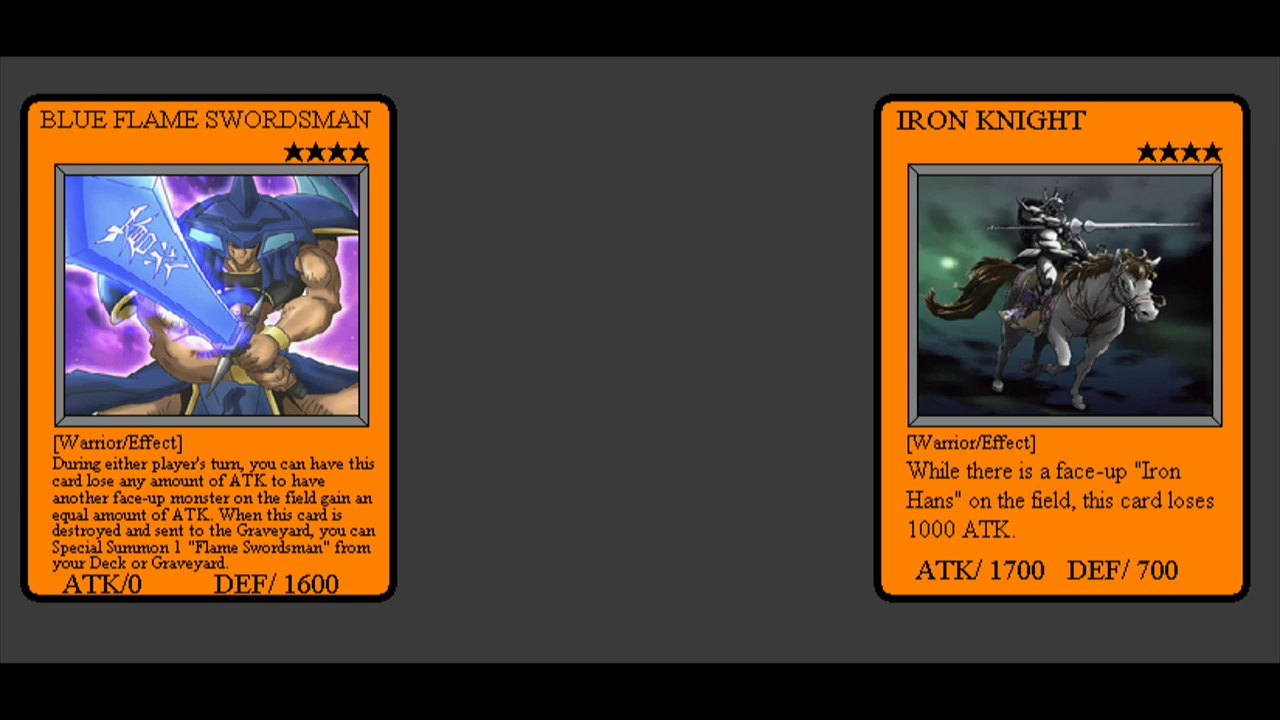 BLUE FLAME SWORDSMAN
[Warrior/Effect]
During either player's turn, you can have this
card lose any amount of ATK to have
another face-up monster on the field gain an
equal amount of ATK. When this card is
destroyed and sent to the Graveyard, you can
Special Summon 1 "Flame Swordsman" from
your Deck or Graveyard.
ATK/0 DEF/ 1600
IRON KNIGHT
[Warrior/Effect]
While there is a face-up "Iron
Hans" on the field, this card loses
1000 ATK.
ATK/ 1700 DEF/ 700